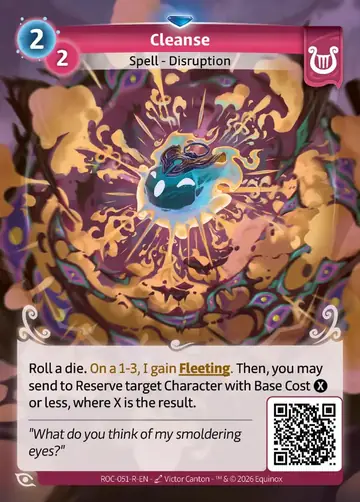 2
Cleanse
2
Spell - Disruption
Roll a die. On a 1-3, I gain Fleeting. Then, you may
send to Reserve target Character with Base Cost X
or less, where X is the result.
"What do you think of my smoldering
eyes?"
ROC-051-R-EN - Victor Canton - ™ & © 2026 Equinox